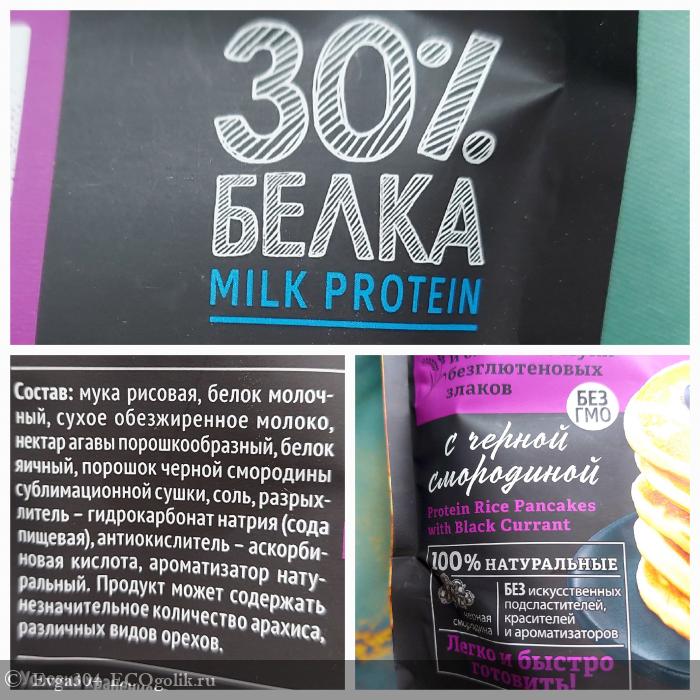 30%
БЕЛКА
MILK PROTEIN
Состав: мука рисовая, белок молоч-
ный, сухое обезжиренное молоко,
нектар агавы порошкообразный, белок
яичный, порошок черной смородины
сублимационной сушки, соль, разрых-
литель – гидрокарбонат натрия (сода
пищевая), антиокислитель – аскорби-
новая кислота, ароматизатор нату-
ральный. Продукт может содержать
незначительное количество арахиса,
различных видов орехов.
безглютеновых
злаков
БЕЗ
ГМО
с черной
смородиной
Protein Rice Pancakes
with Black Currant
100% НАТУРАЛЬНЫЕ
черная
смородина
БЕЗ искусственных
подсластителей,
красителей
и ароматизаторов
Легко и быстро
готовить!
Evga304 ECOgolik.ru